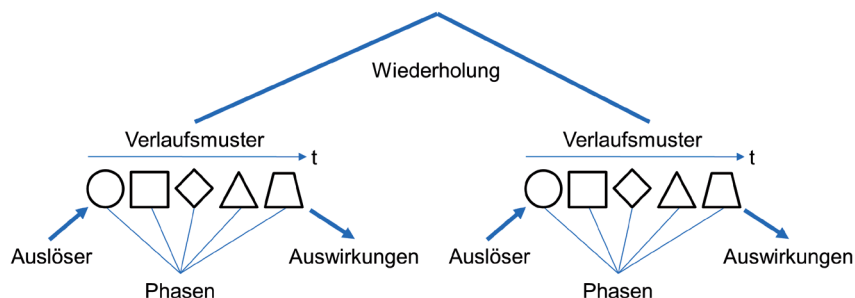 Wiederholung
Verlaufsmuster
t
Auslöser
Auswirkungen
Phasen
Verlaufsmuster
t
Auslöser
Auswirkungen
Phasen